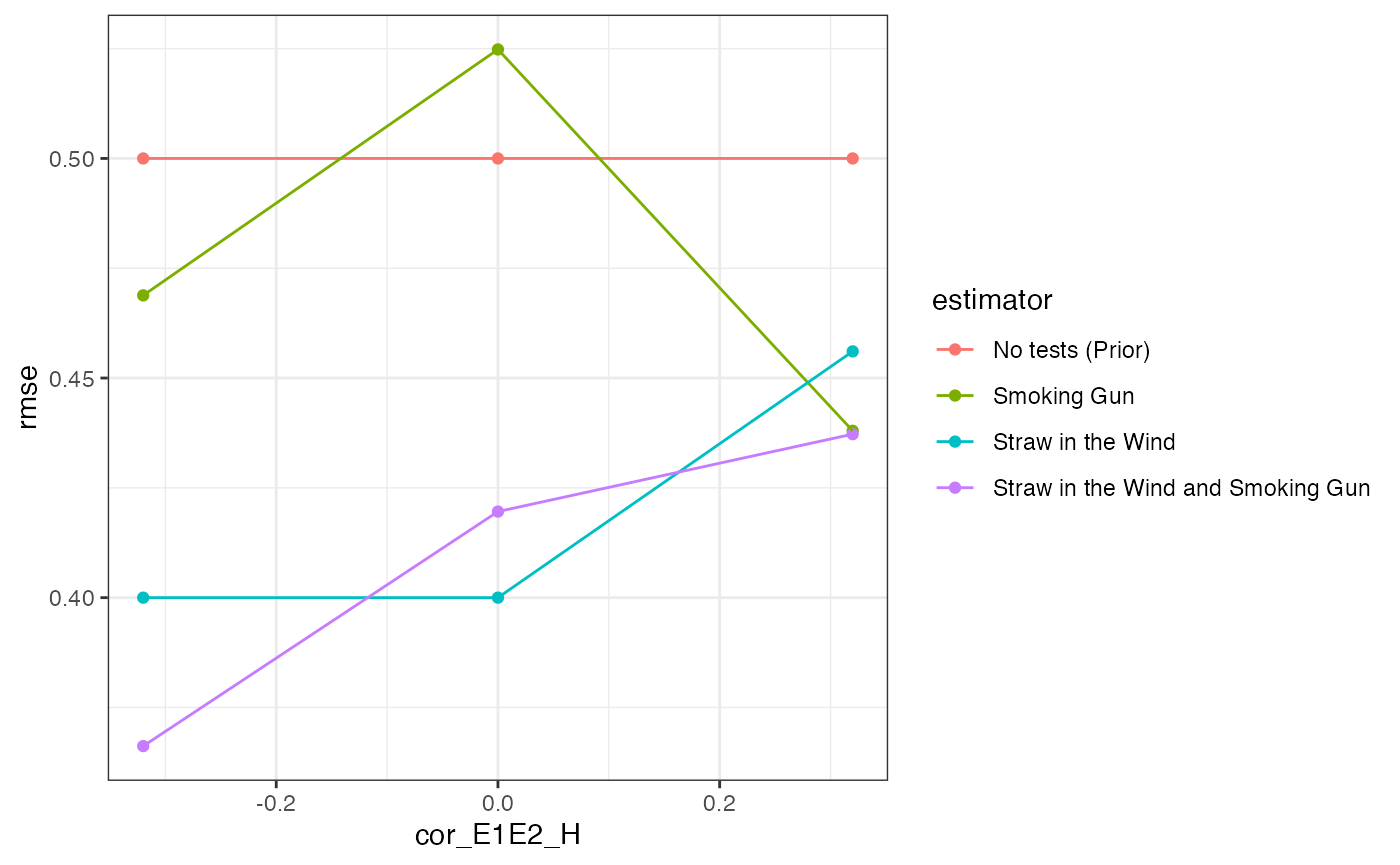 rmse
0.50
0.45
0.40
-0.2
0.0
0.2
cor_E1E2_H
estimator
No tests (Prior)
Smoking Gun
Straw in the Wind
Straw in the Wind and Smoking Gun